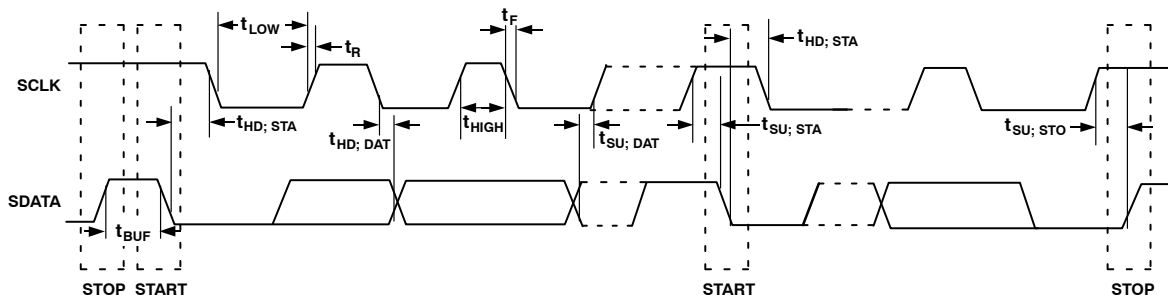 tLOW
tR
tF
tHD; STA
SCLK
tHD; STA
tHD; DAT
tHIGH
tSU; DAT
tSU; STA
tSU; STO
SDATA
tBUF
STOP START START STOP